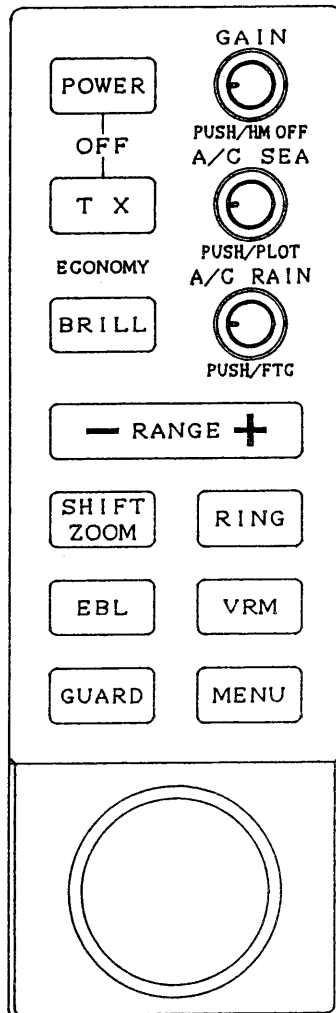 GAIN
POWER
OFF
PUSH/HM OFF
A/C SEA
T X
PUSH/PLOT
ECONOMY
A/C RAIN
BRILL
PUSH/FTC
− RANGE +
SHIFT
ZOOM
RING
EBL
VRM
GUARD
MENU